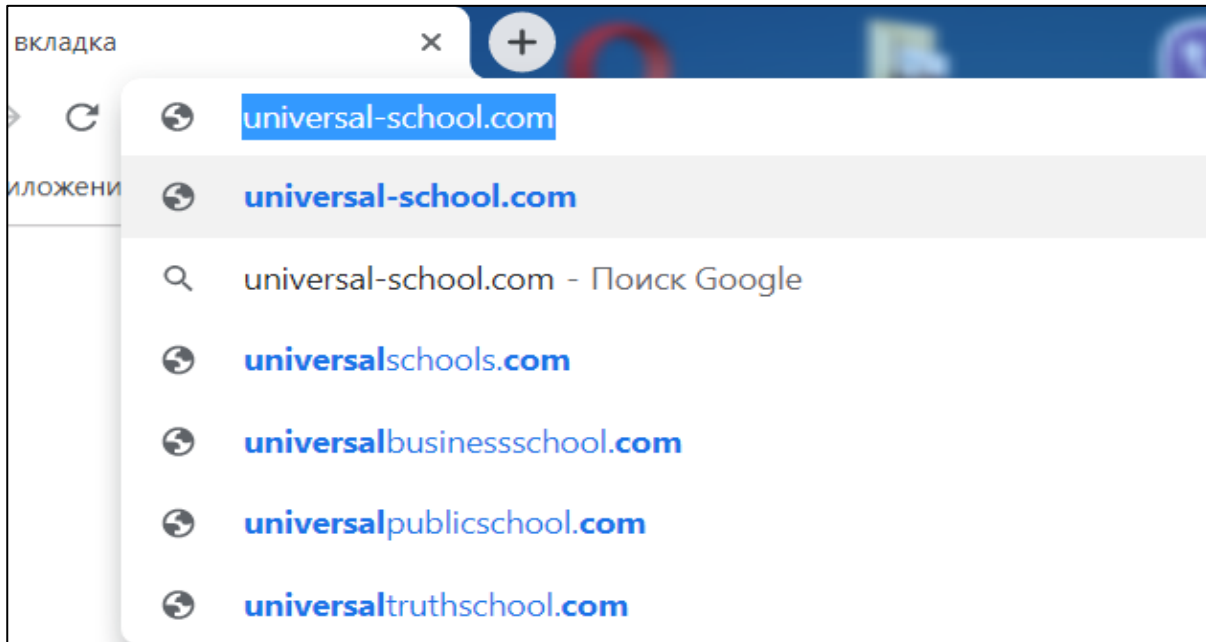 вкладка
universal-school.com
иложени
universal-school.com
universal-school.com - Поиск Google
universalschools.com
universalbusinessschool.com
universalpublicschool.com
universaltruthschool.com